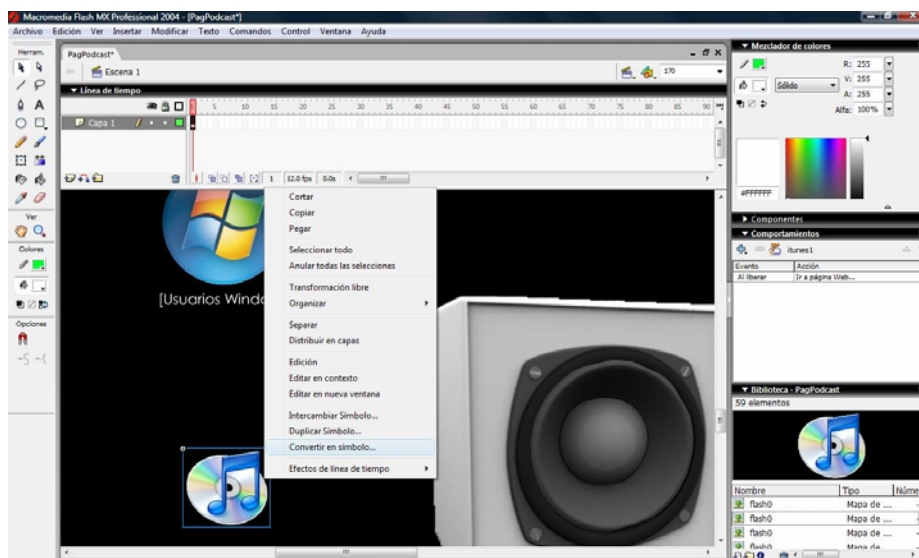 Macromedia Flash MX Professional 2004 - [PagPodcast*]
Archivo Edición Ver Insertar Modificar Texto Comandos Control Ventana Ayuda
Herram.
Ver
Colores
Opciones
PagPodcast*
Escena 1
170
Línea de tiempo
5 10 15 20 25 30 35 40 45 50 55 60 65 70 75 80 85 90
Capa 1
1 12.0 fps 0.0s
[Usuarios Windo
Cortar
Copiar
Pegar
Seleccionar todo
Anular todas las selecciones
Transformación libre
Organizar
Separar
Distribuir en capas
Edición
Editar en contexto
Editar en nueva ventana
Intercambiar Símbolo...
Duplicar Símbolo...
Convertir en símbolo...
Efectos de línea de tiempo
Mezclador de colores
R: 255
Sólido
V: 255
A: 255
Alfa: 100%
#FFFFFF
Componentes
Comportamientos
itunes1
Evento Acción
Al liberar Ir a página Web...
Biblioteca - PagPodcast
59 elementos
Nombre Tipo Núme
flash0 Mapa de ...
flash0 Mapa de ...
flash0 Mapa de ...
flash0 Mapa de ...